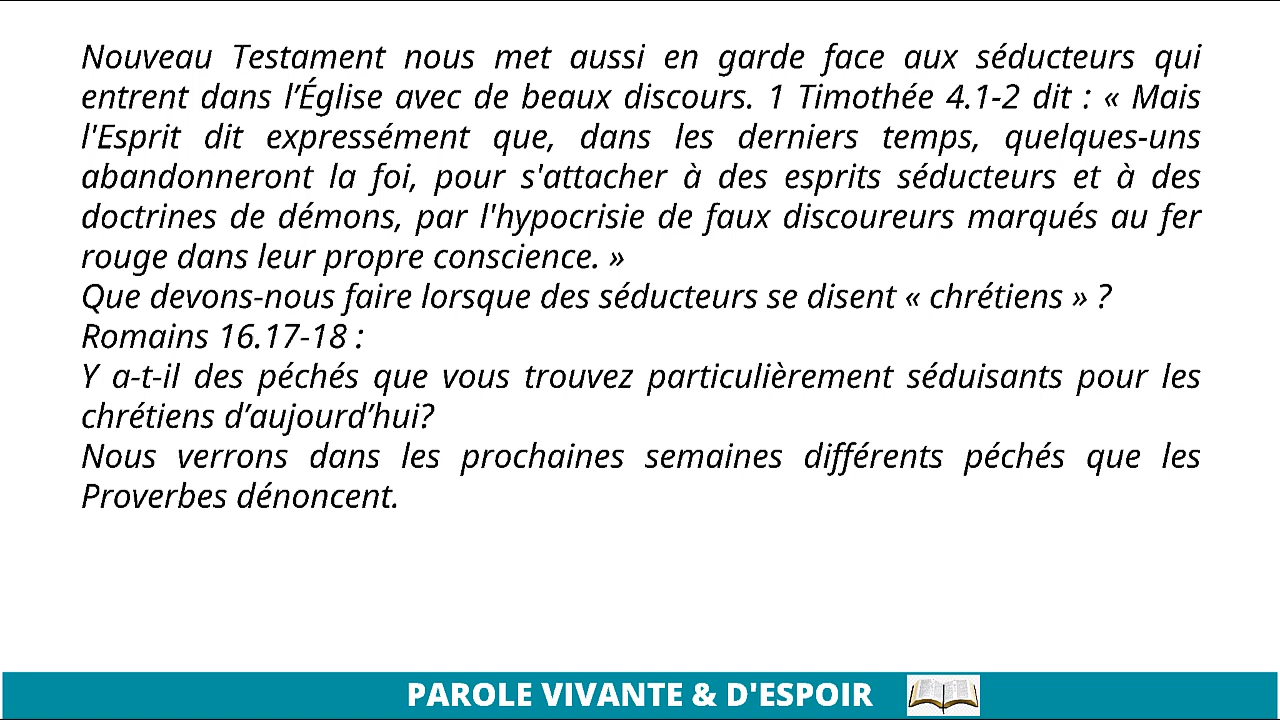 Nouveau Testament nous met aussi en garde face aux séducteurs qui
entrent dans l’Église avec de beaux discours. 1 Timothée 4.1-2 dit : « Mais
l'Esprit dit expressément que, dans les derniers temps, quelques-uns
abandonneront la foi, pour s'attacher à des esprits séducteurs et à des
doctrines de démons, par l'hypocrisie de faux discoureurs marqués au fer
rouge dans leur propre conscience. »
Que devons-nous faire lorsque des séducteurs se disent « chrétiens » ?
Romains 16.17-18 :
Y a-t-il des péchés que vous trouvez particulièrement séduisants pour les
chrétiens d’aujourd’hui?
Nous verrons dans les prochaines semaines différents péchés que les
Proverbes dénoncent.
PAROLE VIVANTE & D'ESPOIR